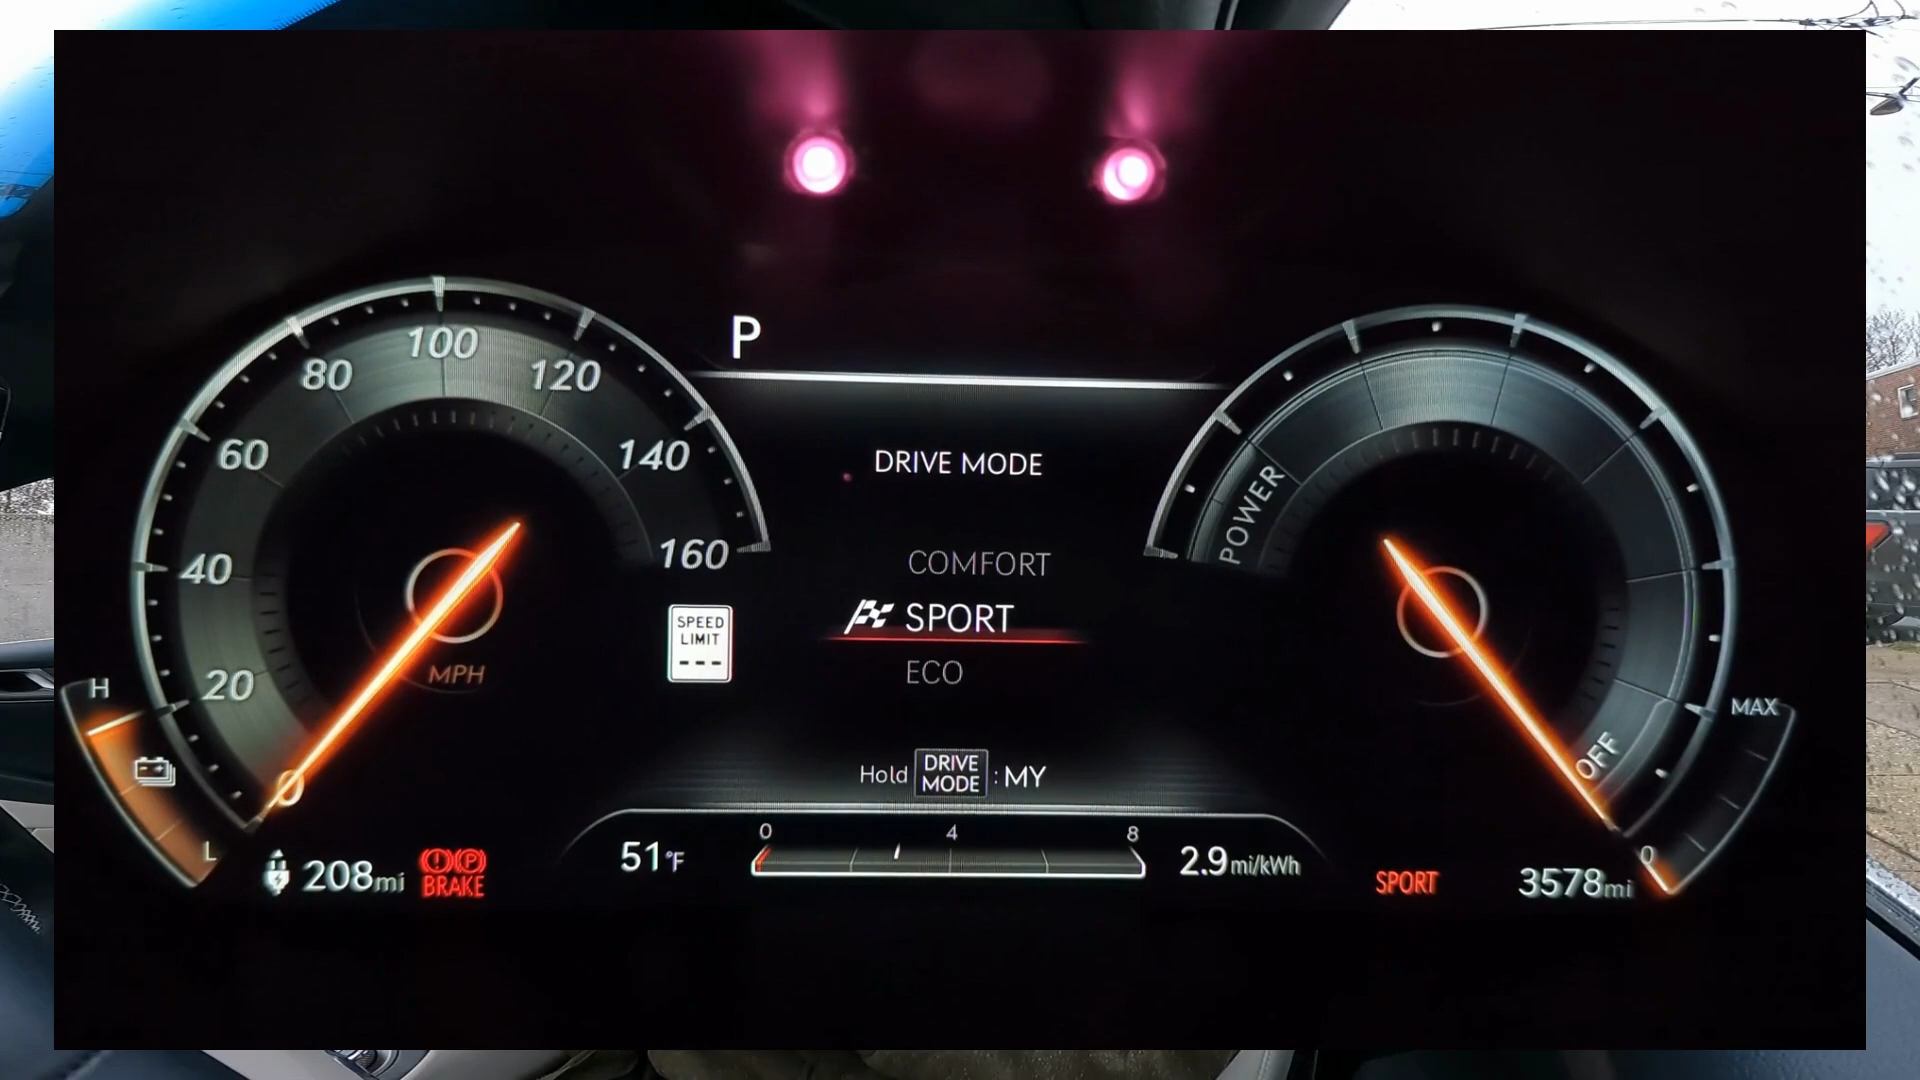 P
100
80
120
60
140
40
160
20
0
MPH
H
L
SPEED
LIMIT
---
DRIVE MODE
COMFORT
SPORT
ECO
Hold DRIVE MODE : MY
POWER
OFF
MAX
0
208mi
BRAKE
51°F
0 4 8
2.9mi/kWh
SPORT
3578mi